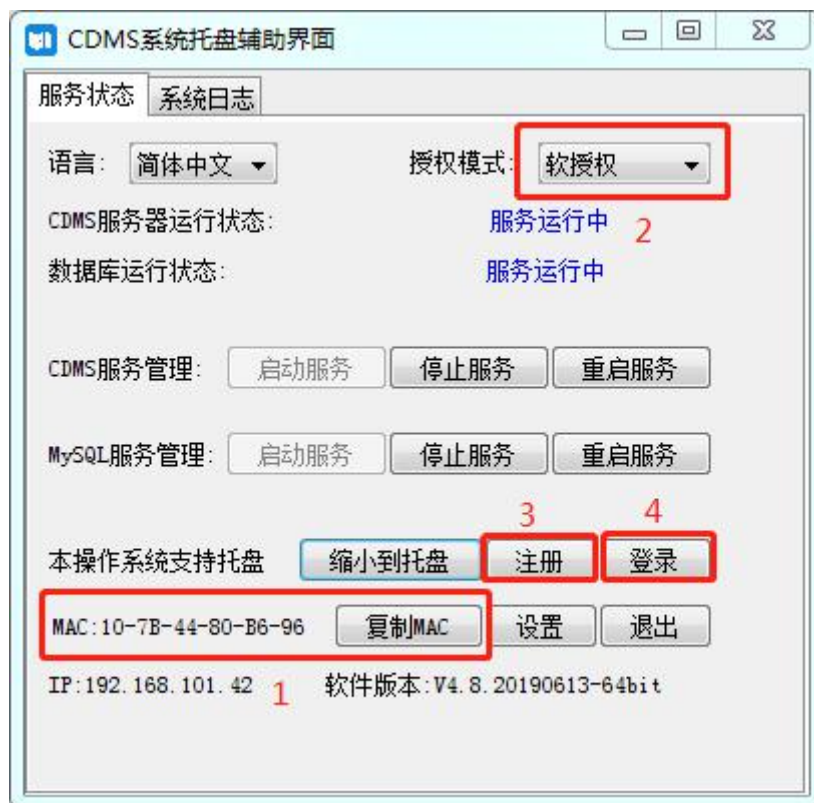 CDMS系统托盘辅助界面
服务状态 系统日志
语言: 简体中文 授权模式: 软授权
CDMS服务器运行状态: 服务运行中 2
数据库运行状态: 服务运行中
CDMS服务管理: 启动服务 停止服务 重启服务
MySQL服务管理: 启动服务 停止服务 重启服务
3 4
本操作系统支持托盘 缩小到托盘 注册 登录
MAC:10-7B-44-80-B6-96 复制MAC 设置 退出
IP:192.168.101.42 1 软件版本:V4.8.20190613-64bit